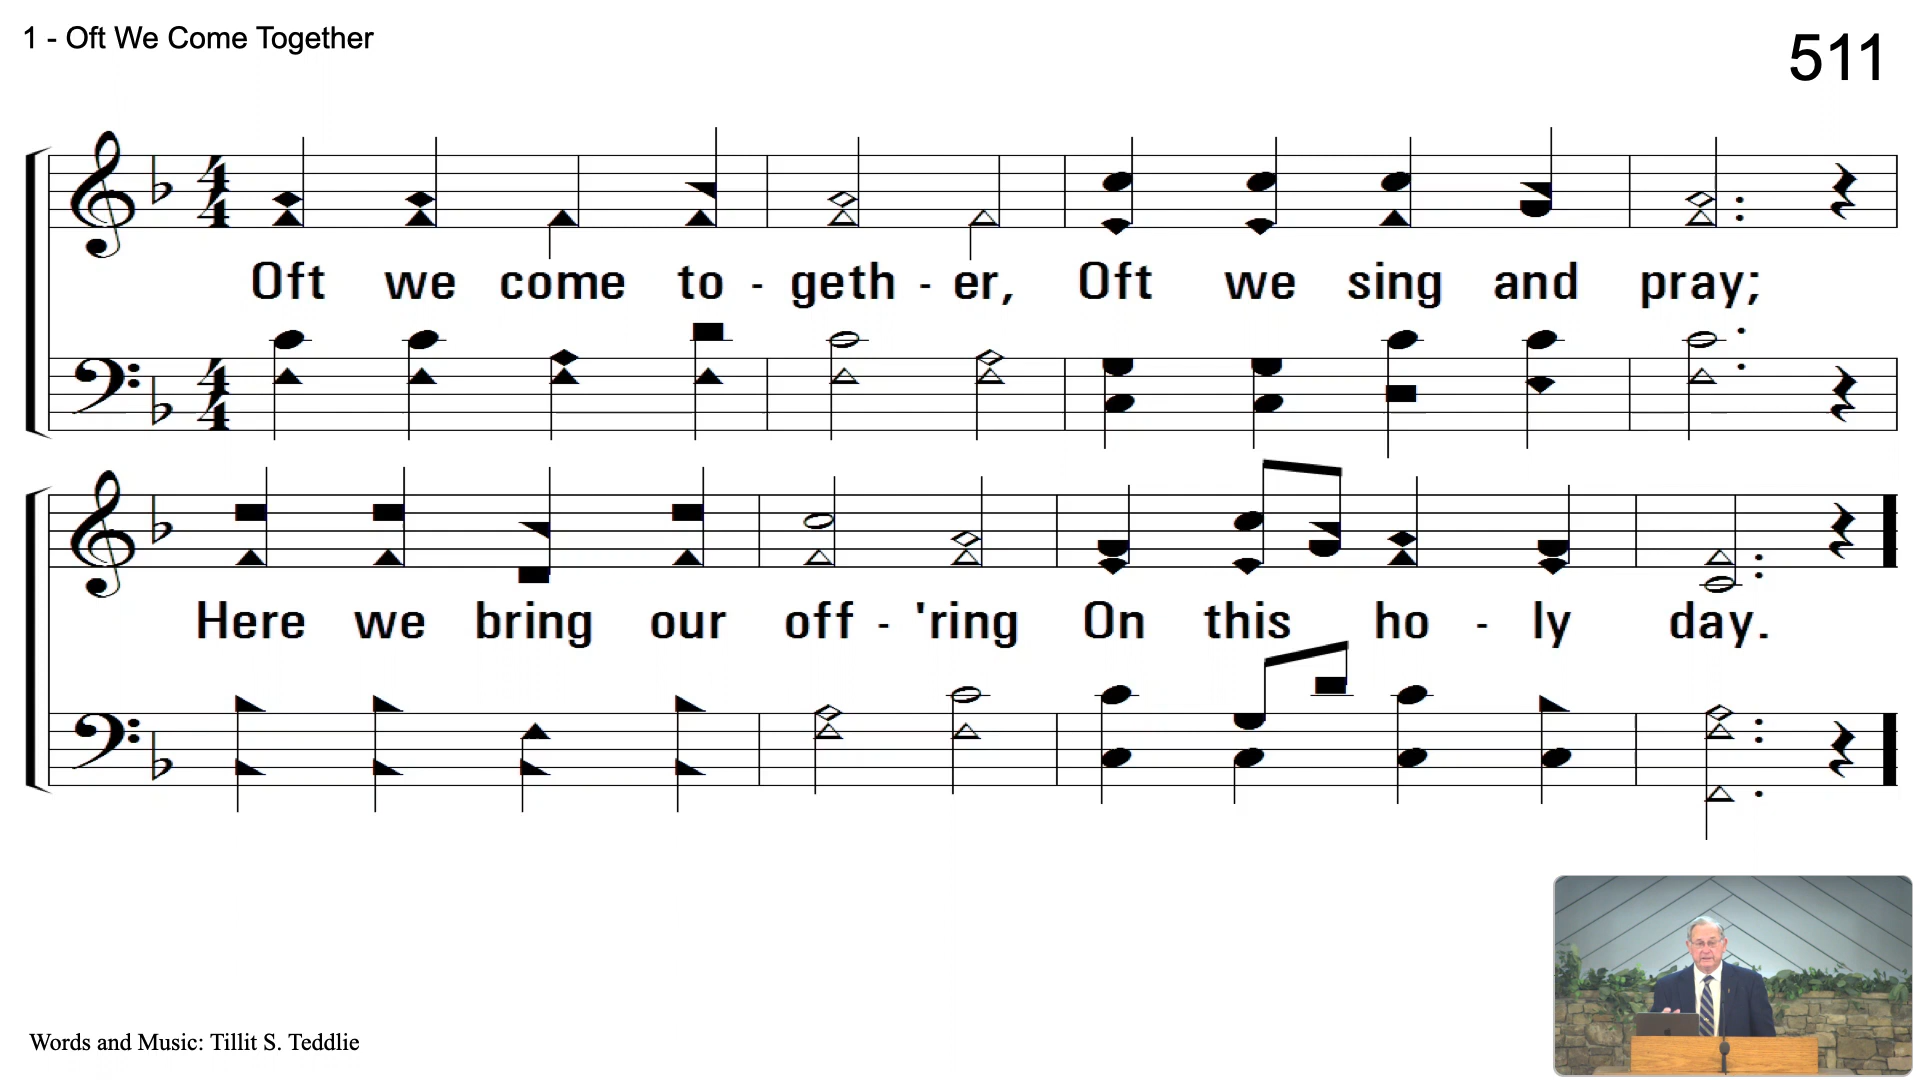 1 - Oft We Come Together
511
Oft we come to - geth - er, Oft we sing and pray;
Here we bring our off - 'ring On this ho - ly day.
Words and Music: Tillit S. Teddlie